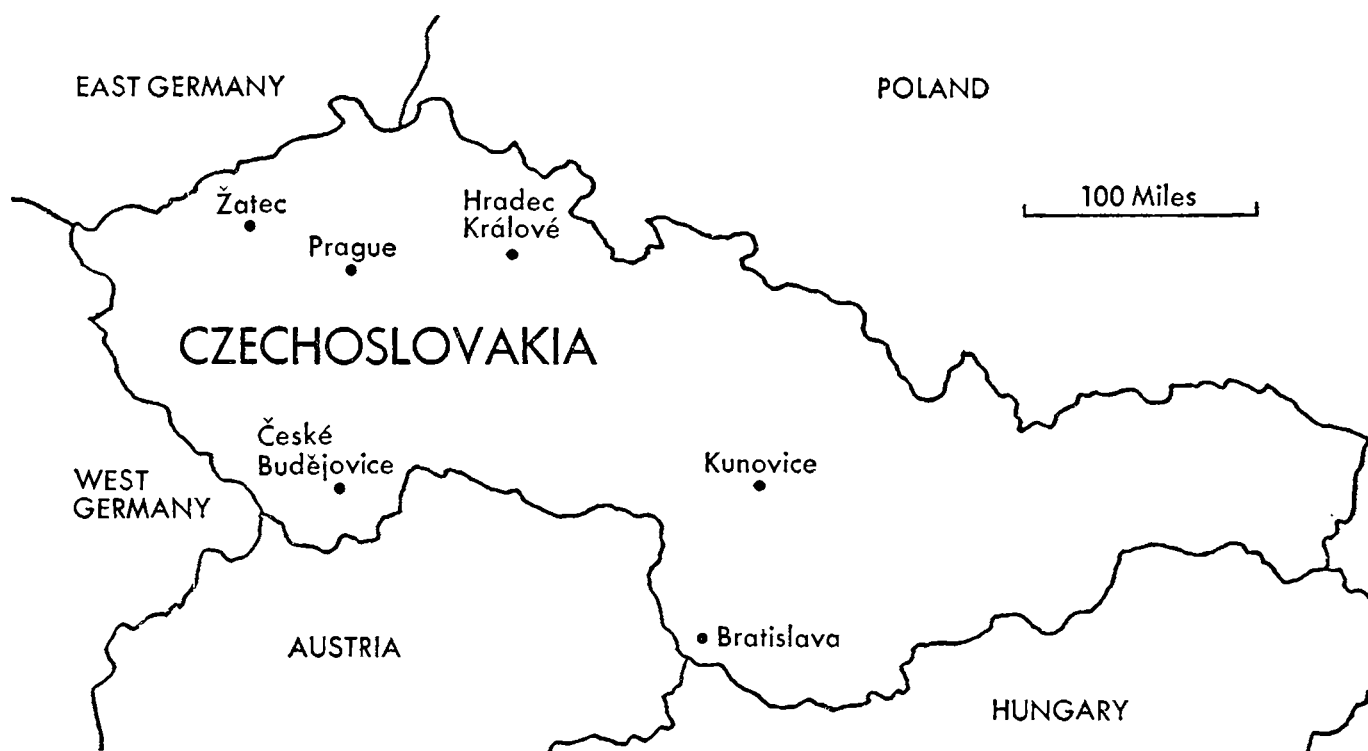 EAST GERMANY
POLAND
Žatec
Hradec
Králové
100 Miles
Prague
CZECHOSLOVAKIA
České
Budějovice
Kunovice
WEST
GERMANY
AUSTRIA
Bratislava
HUNGARY